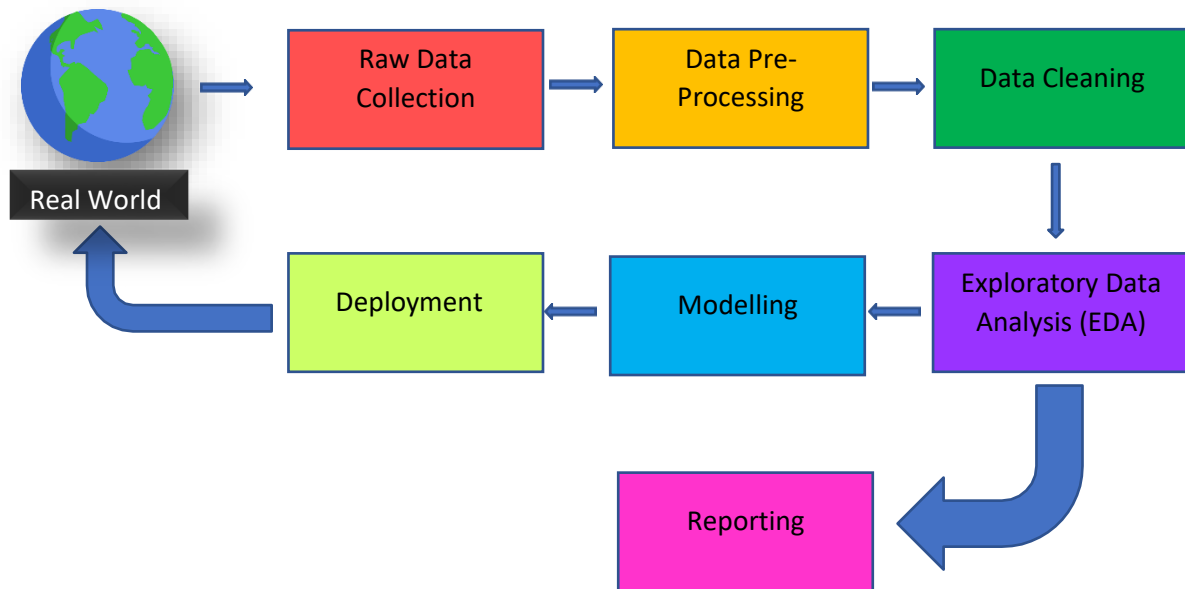 Real World
Raw Data
Collection
Data Pre-
Processing
Data Cleaning
Exploratory Data
Analysis (EDA)
Modelling
Deployment
Reporting